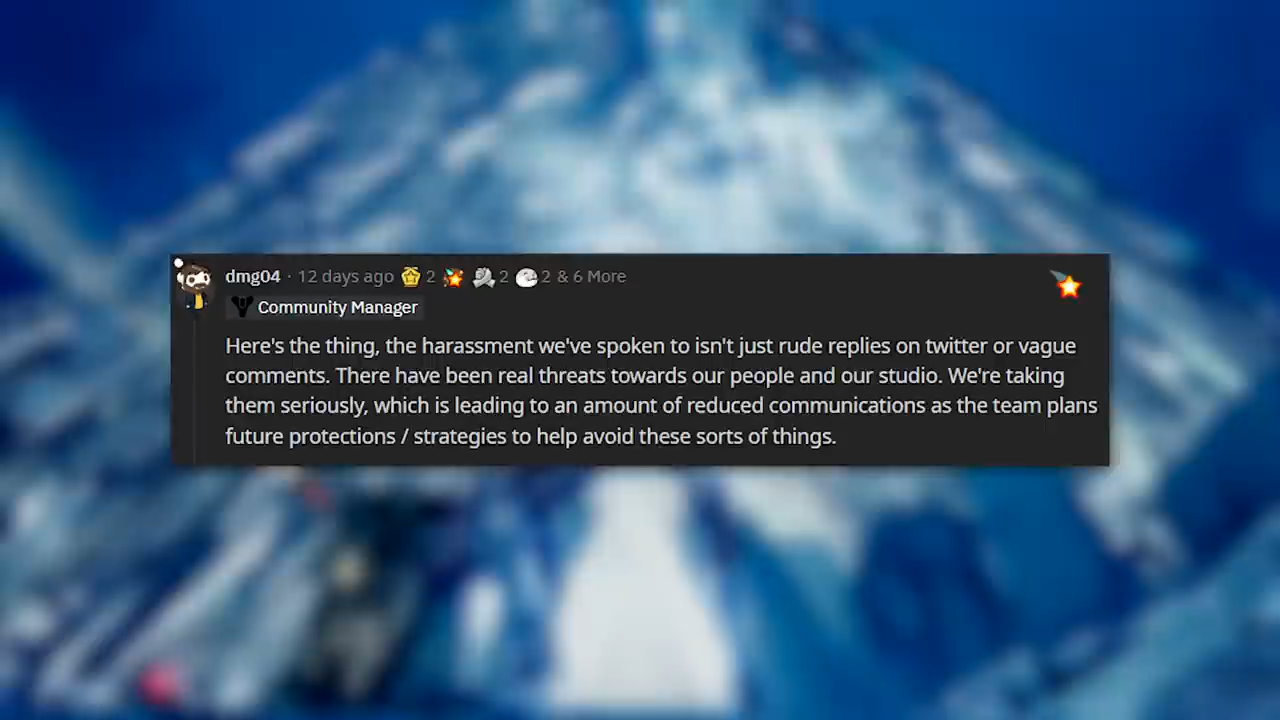 dmg04 · 12 days ago 2 2 2 & 6 More
Community Manager
Here's the thing, the harassment we've spoken to isn't just rude replies on twitter or vague
comments. There have been real threats towards our people and our studio. We're taking
them seriously, which is leading to an amount of reduced communications as the team plans
future protections / strategies to help avoid these sorts of things.